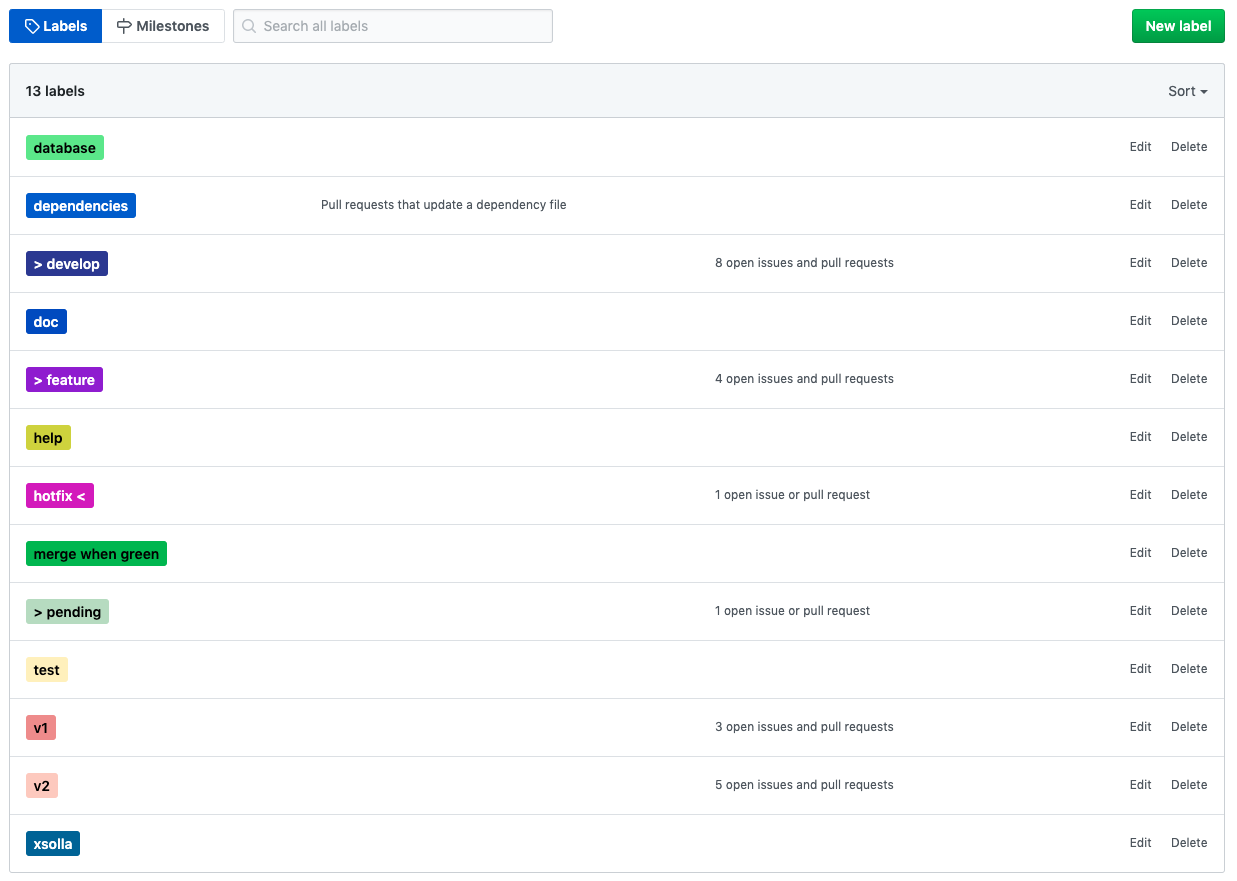 Labels Milestones Search all labels New label
13 labels Sort
database Edit Delete
dependencies Pull requests that update a dependency file Edit Delete
> develop 8 open issues and pull requests Edit Delete
doc Edit Delete
> feature 4 open issues and pull requests Edit Delete
help Edit Delete
hotfix < 1 open issue or pull request Edit Delete
merge when green Edit Delete
> pending 1 open issue or pull request Edit Delete
test Edit Delete
v1 3 open issues and pull requests Edit Delete
v2 5 open issues and pull requests Edit Delete
xsolla Edit Delete